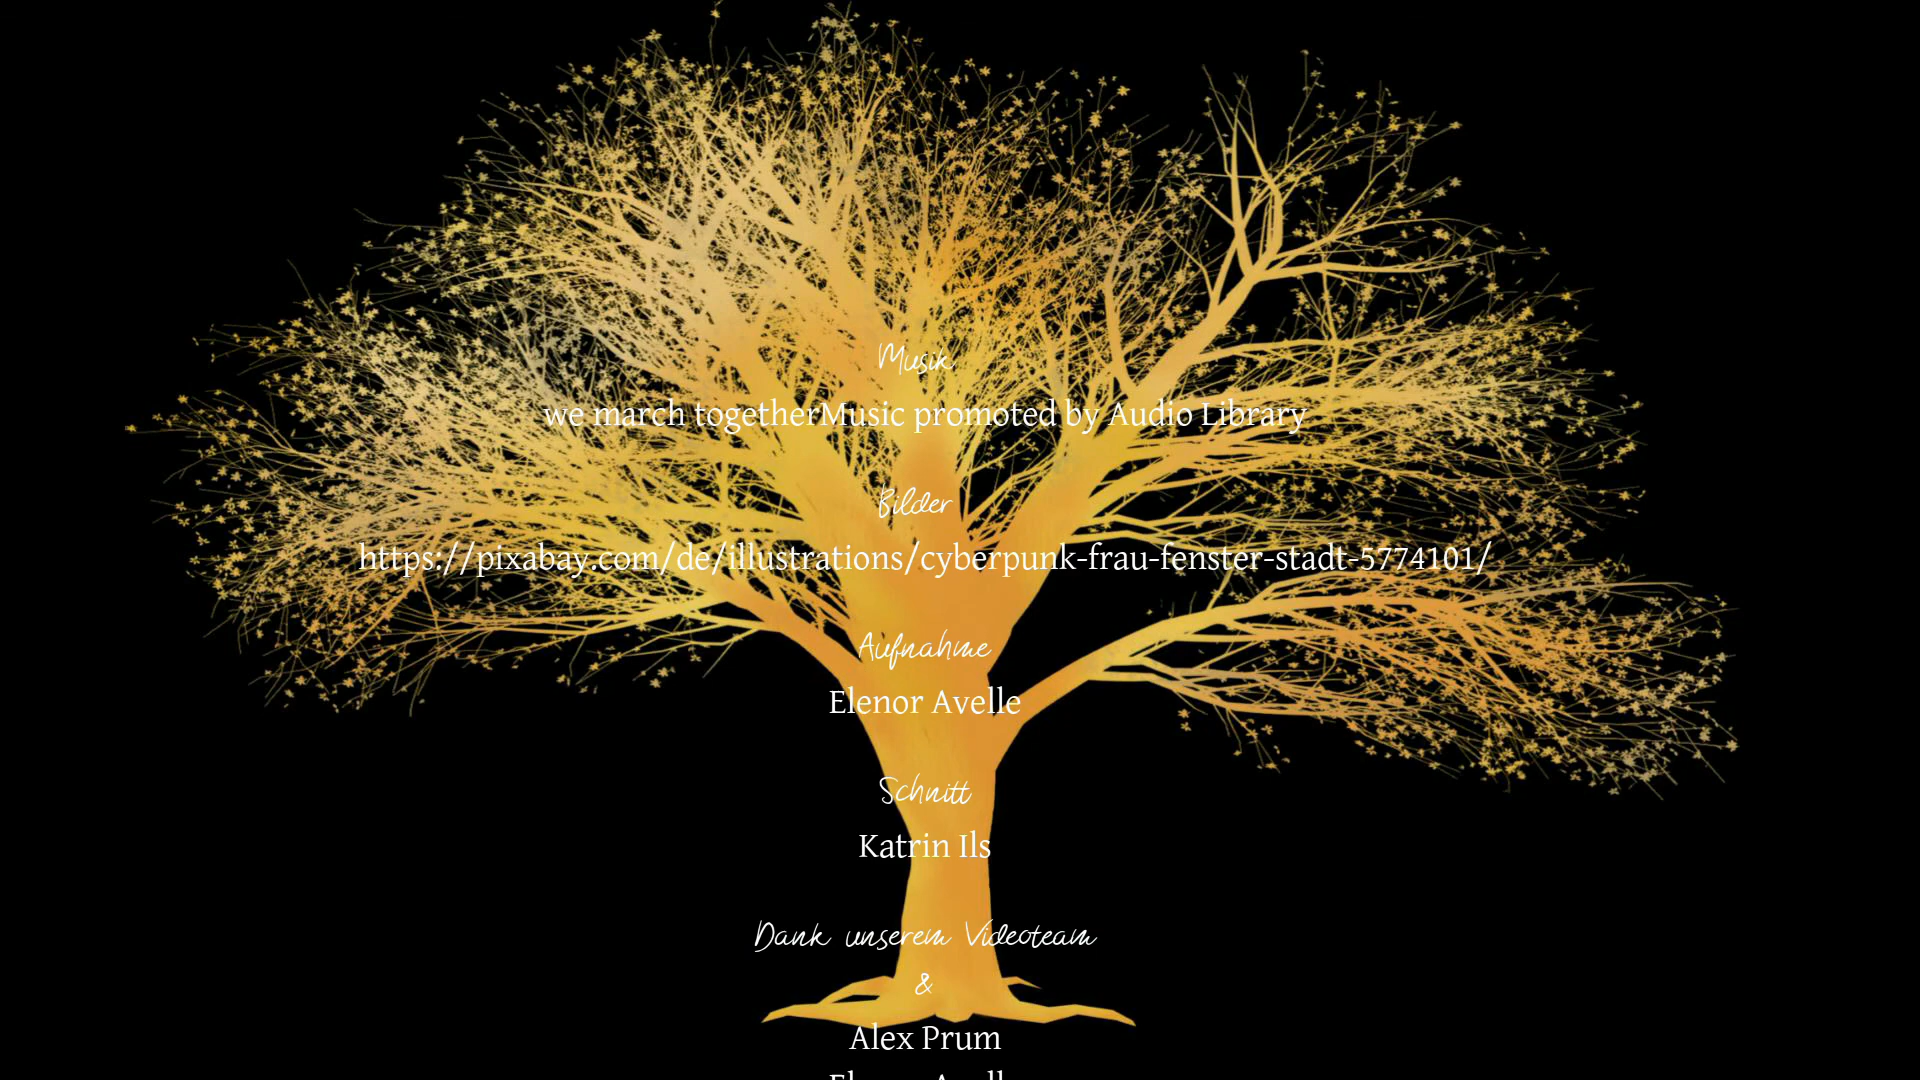 Musik
we march togetherMusic promoted by Audio Library
Bilder
https://pixabay.com/de/illustrations/cyberpunk-frau-fenster-stadt-5774101/
Aufnahme
Elenor Avelle
Schnitt
Katrin Ils
Dank unserem Videoteam
&
Alex Prum